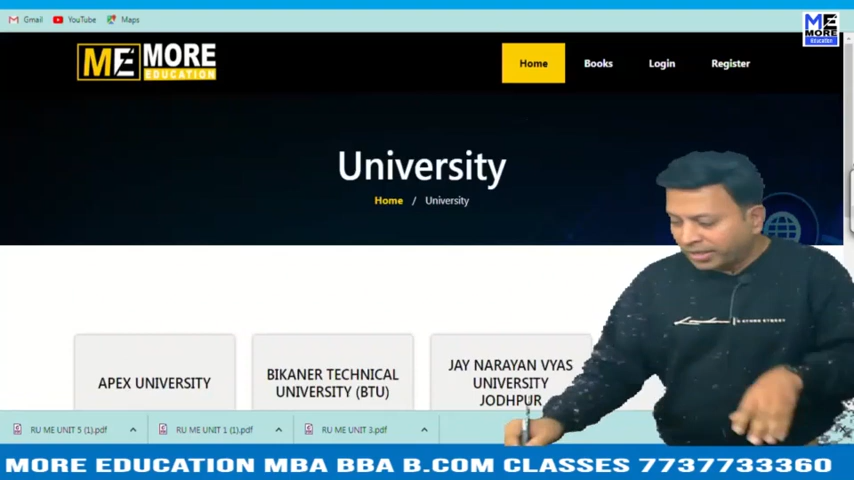 Gmail YouTube Maps
ME MORE EDUCATION
Home Books Login Register
ME MORE Education
University
Home / University
APEX UNIVERSITY
BIKANER TECHNICAL
UNIVERSITY (BTU)
JAY NARAYAN VYAS
UNIVERSITY
JODHPUR
RU ME UNIT 5 (1).pdf
RU ME UNIT 1 (1).pdf
RU ME UNIT 3.pdf
MORE EDUCATION MBA BBA B.COM CLASSES 7737733360